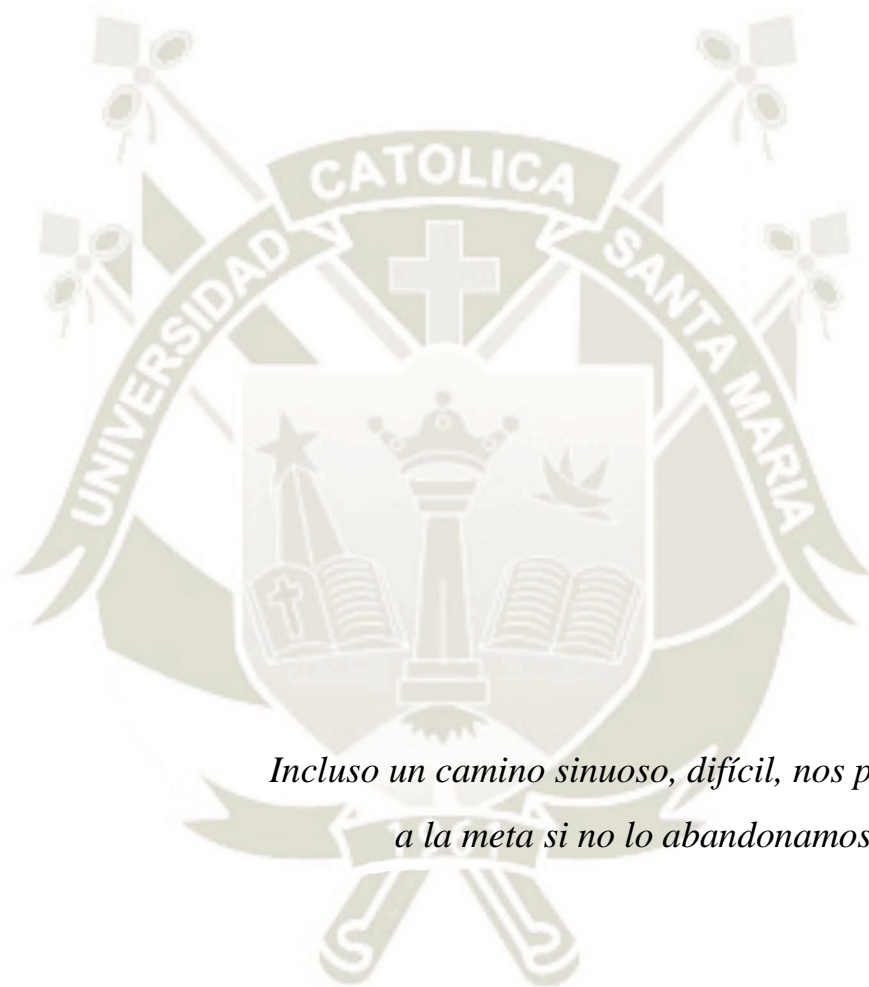 CATOLICA
UNIVERSIDAD
SANTA MARIA
Incluso un camino sinuoso, difícil, nos p
a la meta si no lo abandonamos